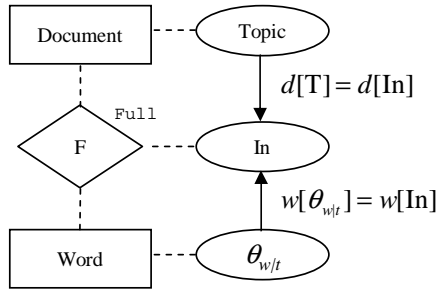 Document
Topic
d[T] = d[In]
Full
F
In
w[θ_{w|t}] = w[In]
Word
θ_{w/t}